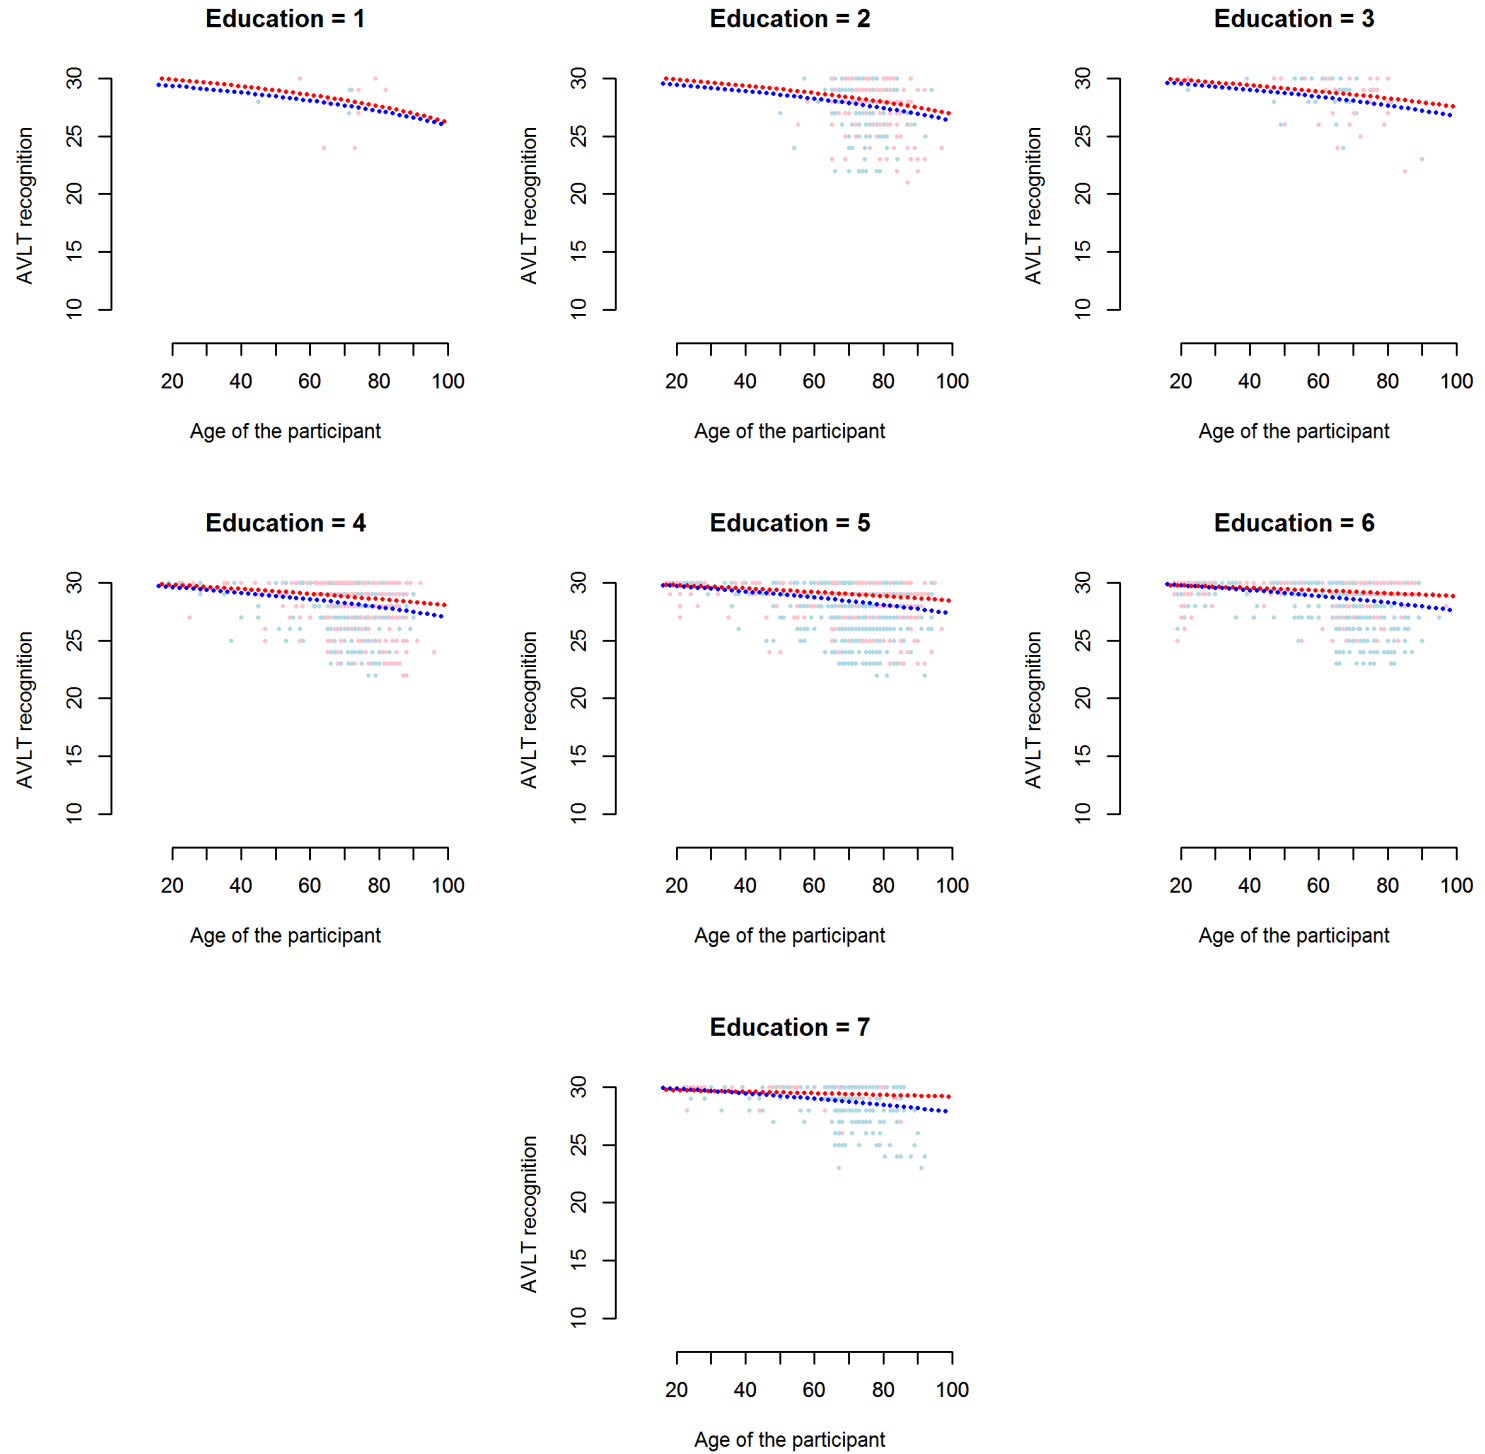 Education = 1
Education = 2
Education = 3
AVLT recognition
10 15 20 25 30
20 40 60 80 100
Age of the participant
AVLT recognition
10 15 20 25 30
20 40 60 80 100
Age of the participant
AVLT recognition
10 15 20 25 30
20 40 60 80 100
Age of the participant
Education = 4
Education = 5
Education = 6
AVLT recognition
10 15 20 25 30
20 40 60 80 100
Age of the participant
AVLT recognition
10 15 20 25 30
20 40 60 80 100
Age of the participant
AVLT recognition
10 15 20 25 30
20 40 60 80 100
Age of the participant
Education = 7
AVLT recognition
10 15 20 25 30
20 40 60 80 100
Age of the participant